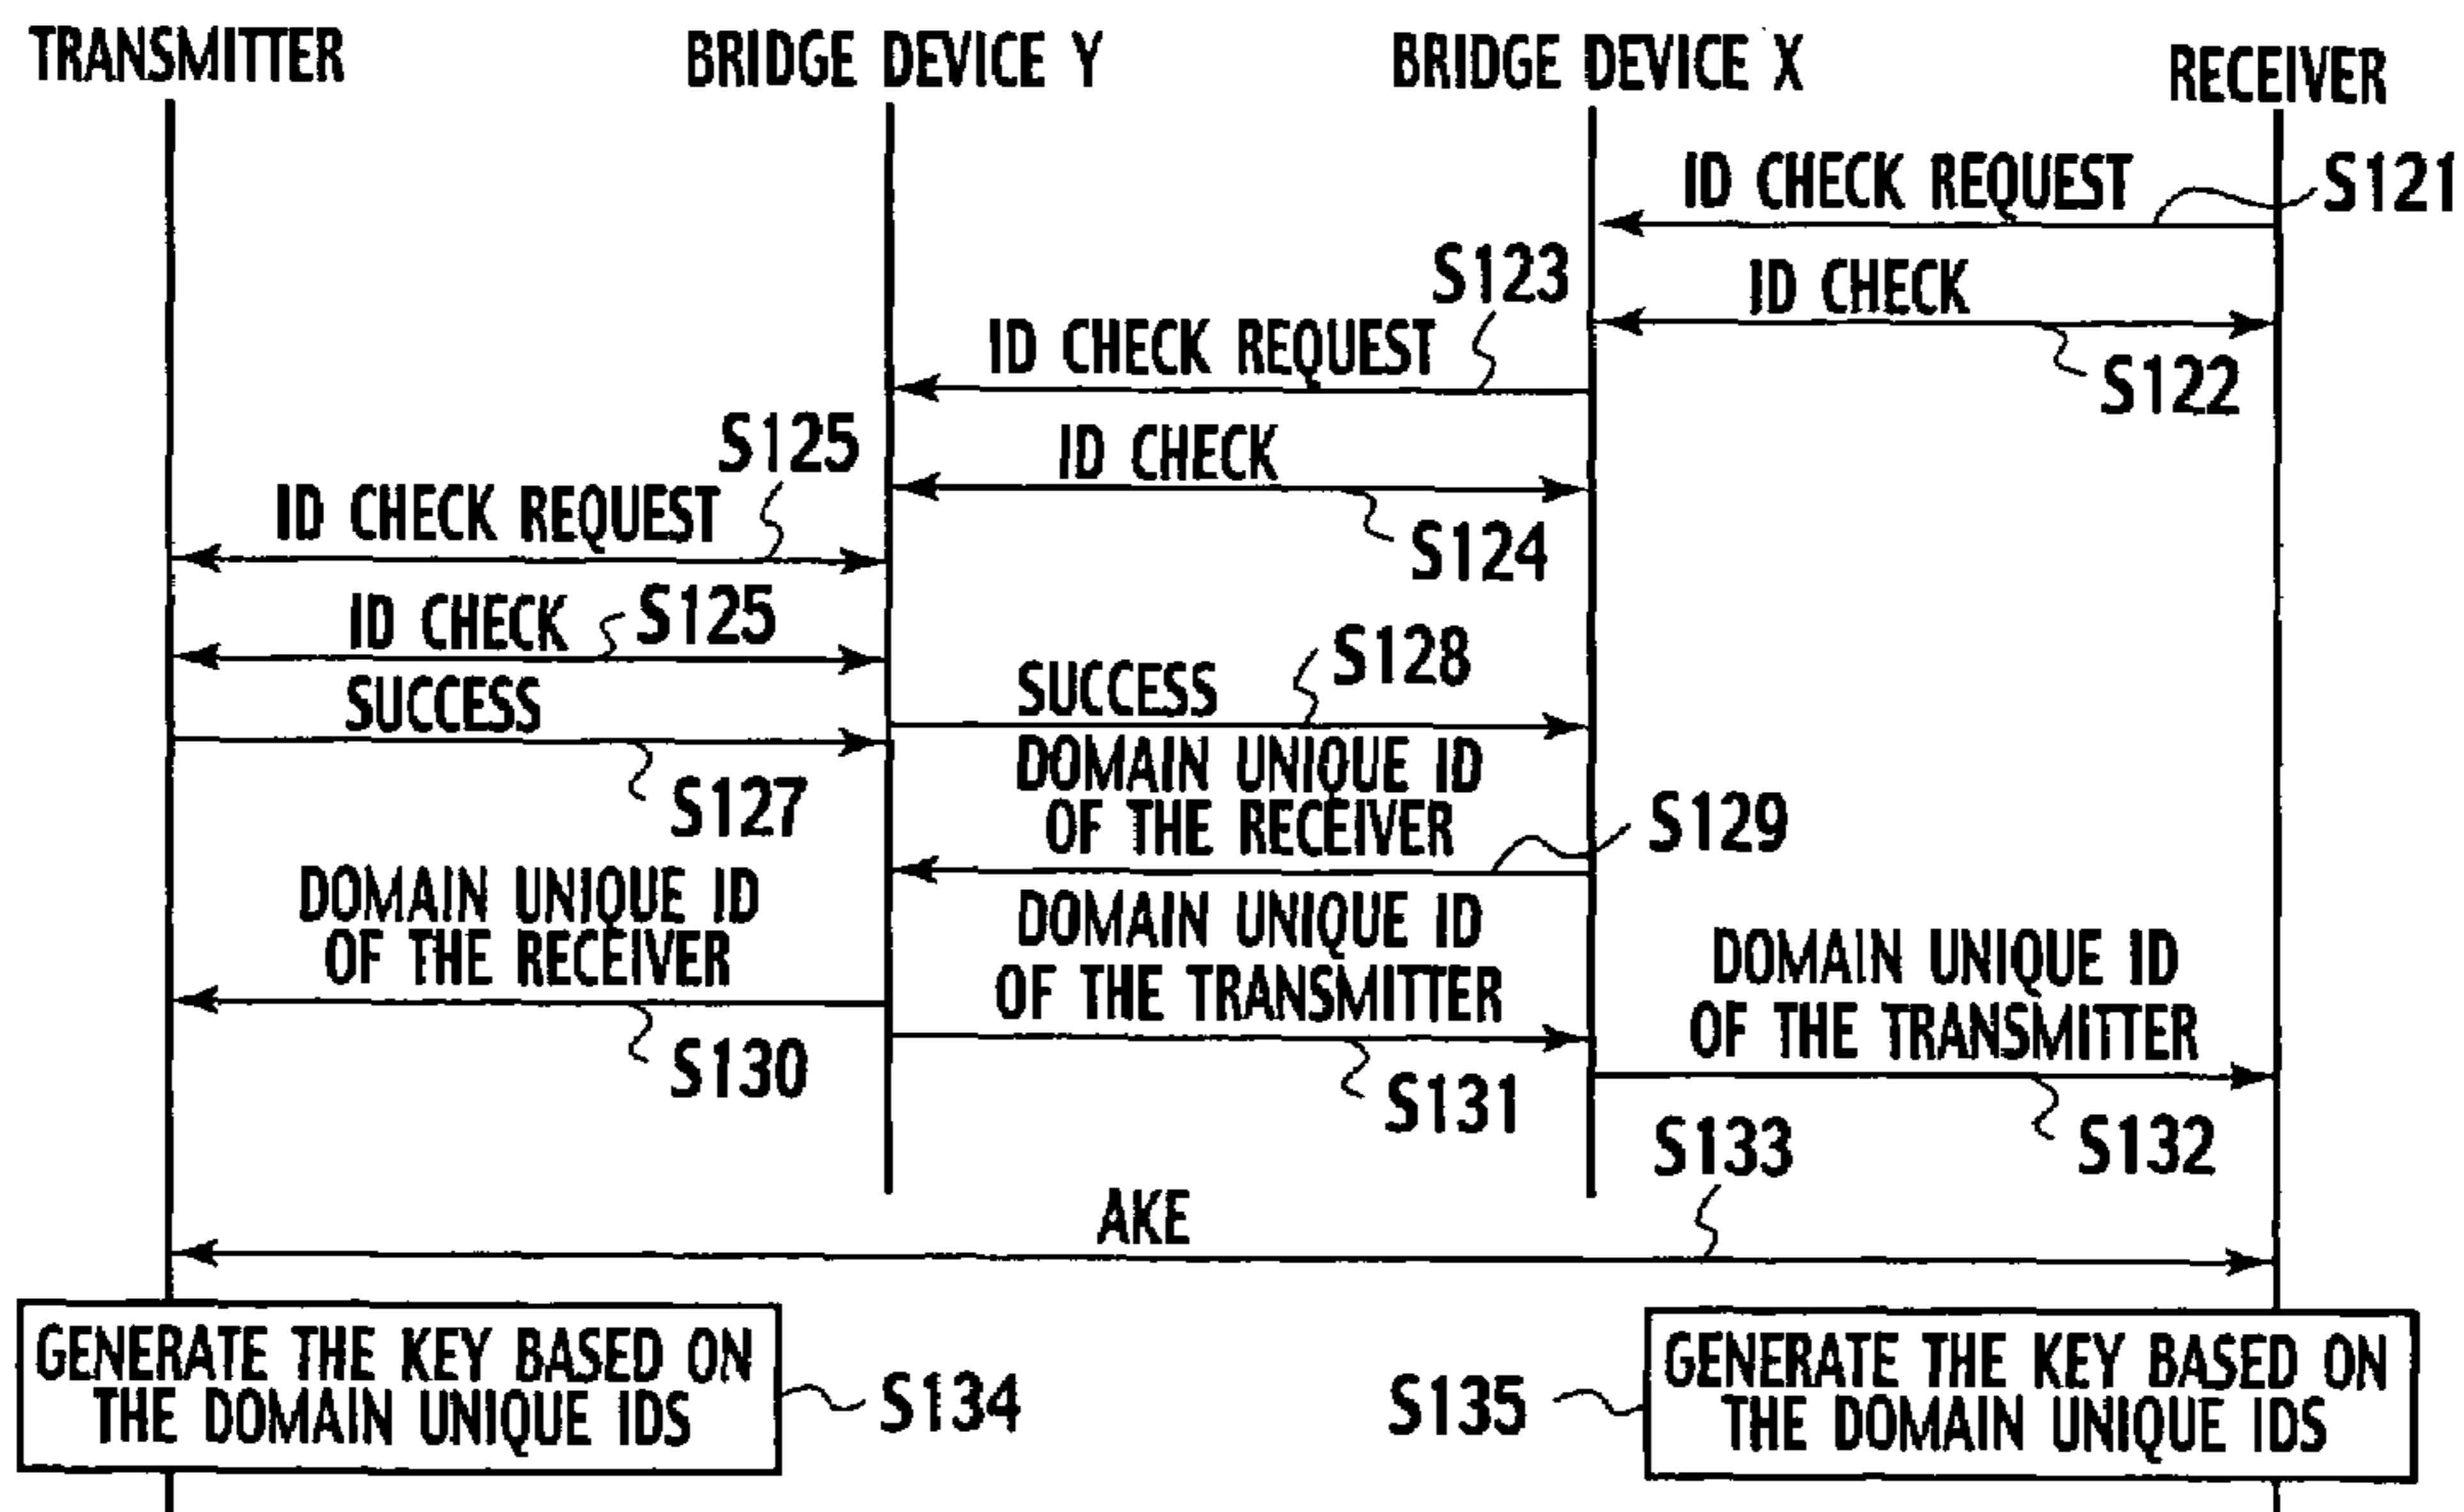 TRANSMITTER
BRIDGE DEVICE Y
BRIDGE DEVICE X
RECEIVER
ID CHECK REQUEST
S121
ID CHECK
S122
S123
ID CHECK REQUEST
ID CHECK
S124
S125
ID CHECK REQUEST
ID CHECK
S125
SUCCESS
S127
SUCCESS
S128
DOMAIN UNIQUE ID
OF THE RECEIVER
S129
DOMAIN UNIQUE ID
OF THE RECEIVER
S130
DOMAIN UNIQUE ID
OF THE TRANSMITTER
S131
DOMAIN UNIQUE ID
OF THE TRANSMITTER
S132
S133
AKE
GENERATE THE KEY BASED ON
THE DOMAIN UNIQUE IDS
S134
S135
GENERATE THE KEY BASED ON
THE DOMAIN UNIQUE IDS